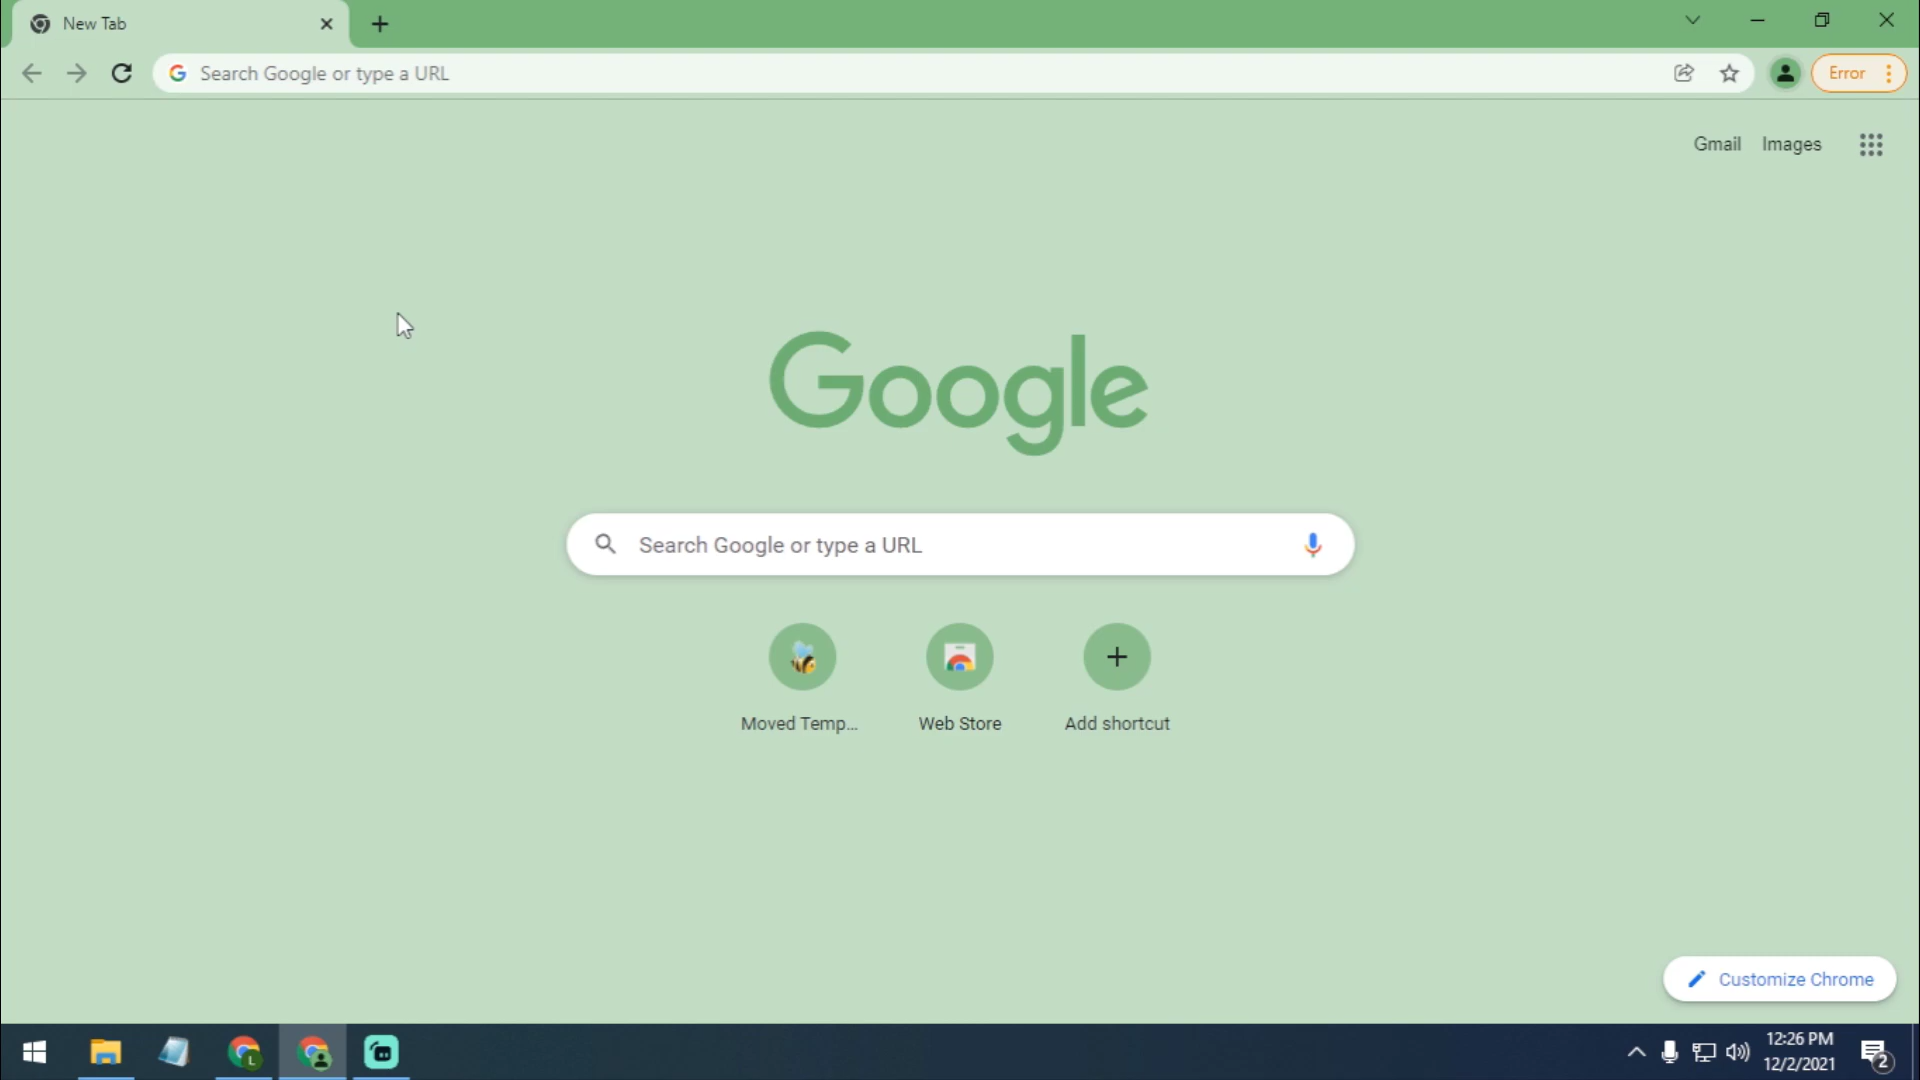 New Tab
Search Google or type a URL
Error
Gmail Images
Google
Search Google or type a URL
Moved Temp...
Web Store
Add shortcut
Customize Chrome
L
12:26 PM
12/2/2021
2